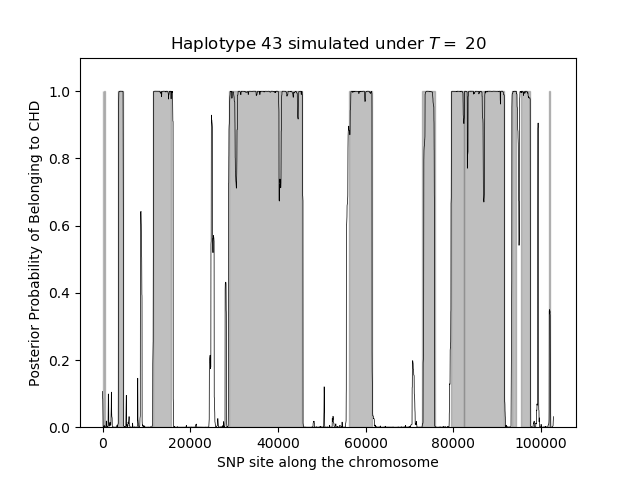 Haplotype 43 simulated under T = 20
Posterior Probability of Belonging to CHD
1.0
0.8
0.6
0.4
0.2
0.0
0 20000 40000 60000 80000 100000
SNP site along the chromosome